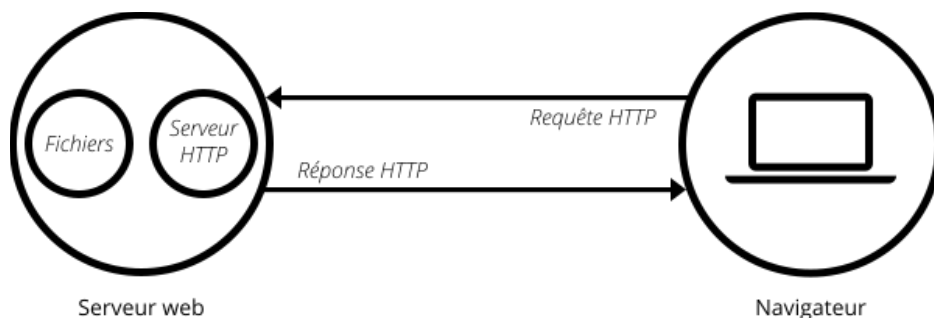 Requête HTTP
Fichiers
Serveur
HTTP
Réponse HTTP
Serveur web
Navigateur